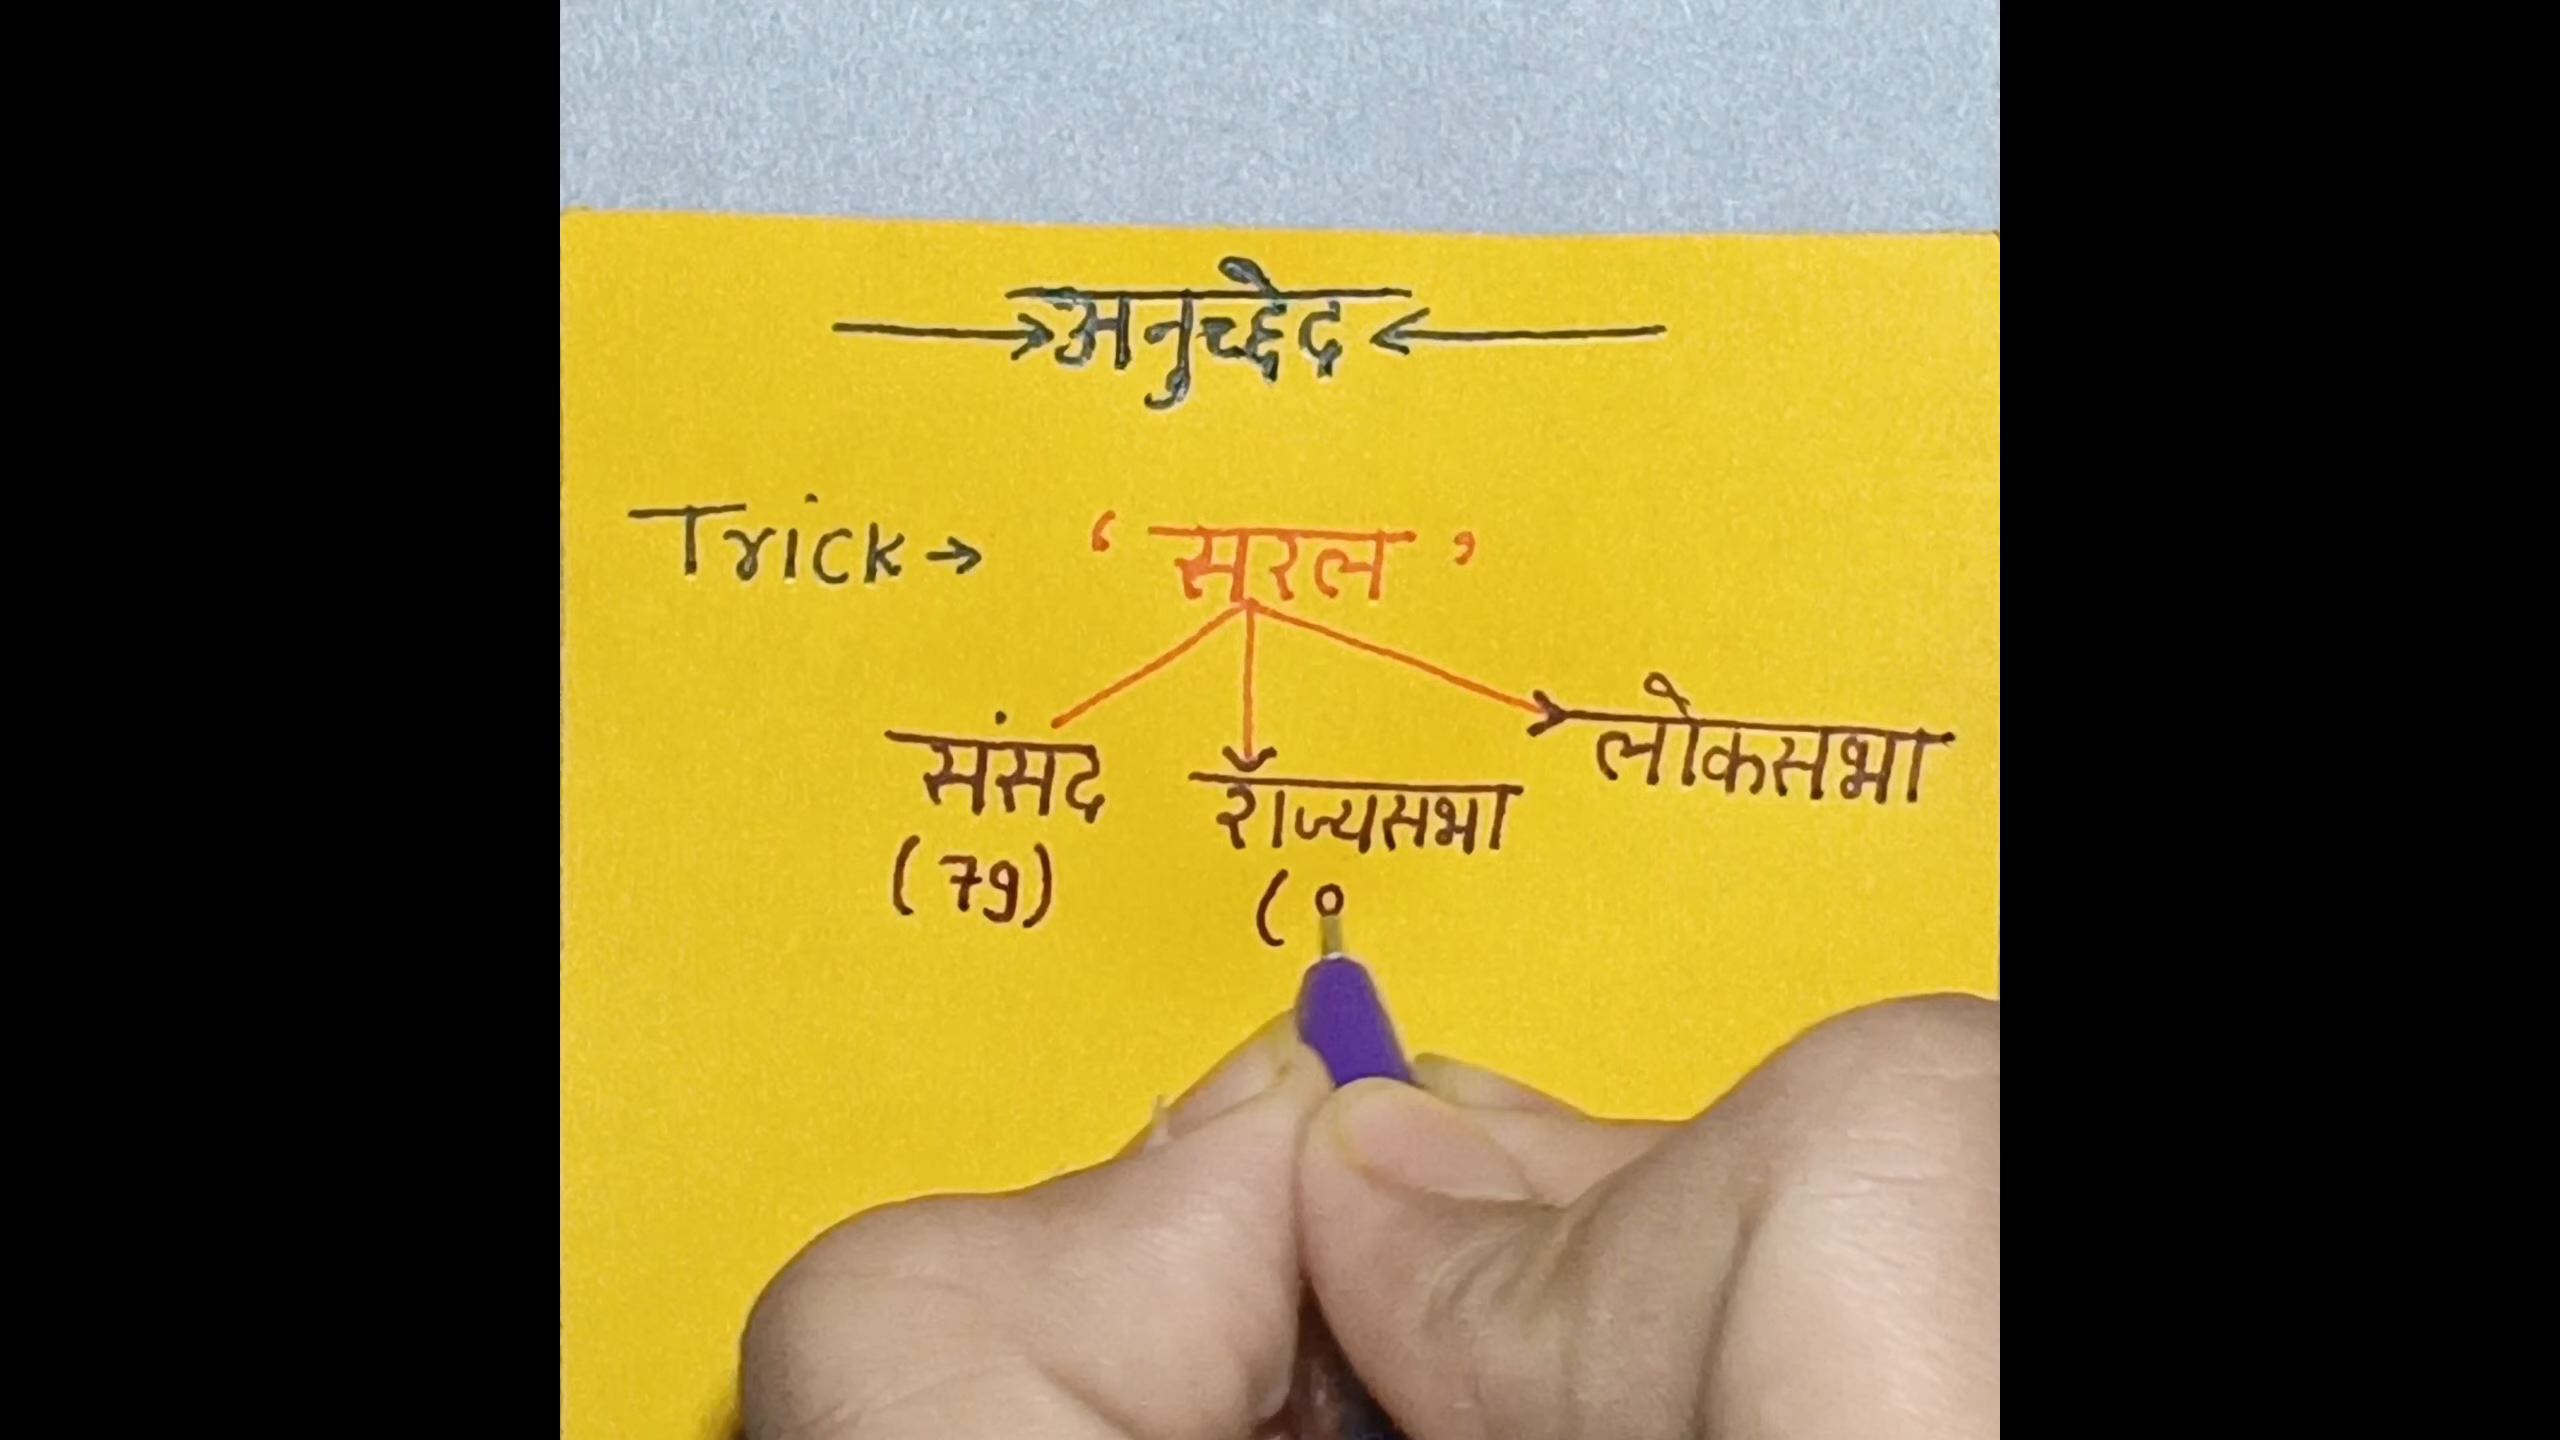 → अनुच्छेद ←
Trick → ‘ सरल ’
संसद राज्यसभा लोकसभा
(79) (